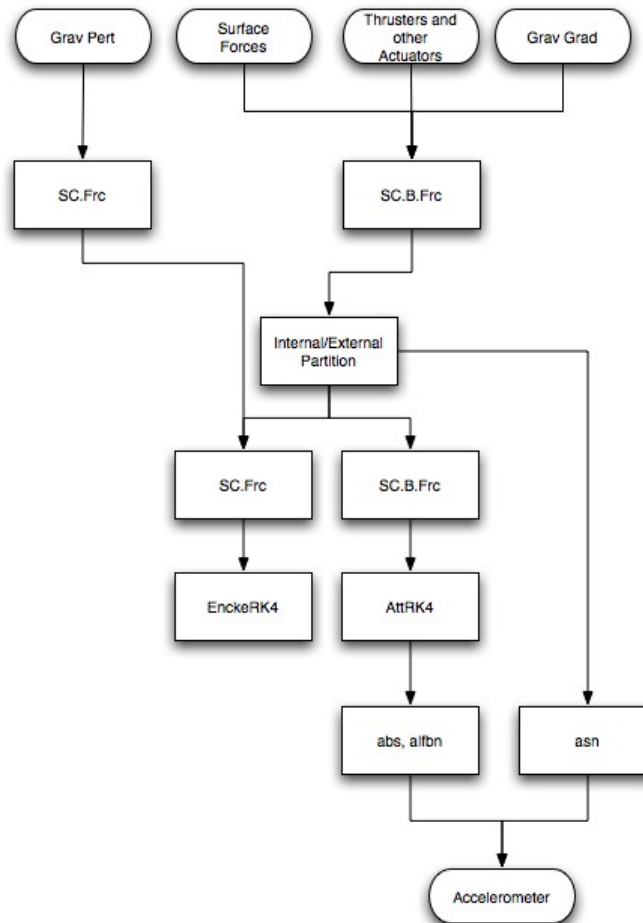 Grav Pert
Surface
Forces
Thrusters and
other
Actuators
Grav Grad
SC.Frc
SC.B.Frc
Internal/External
Partition
SC.Frc
SC.B.Frc
EnckeRK4
AttRK4
abs, alfbn
asn
Accelerometer